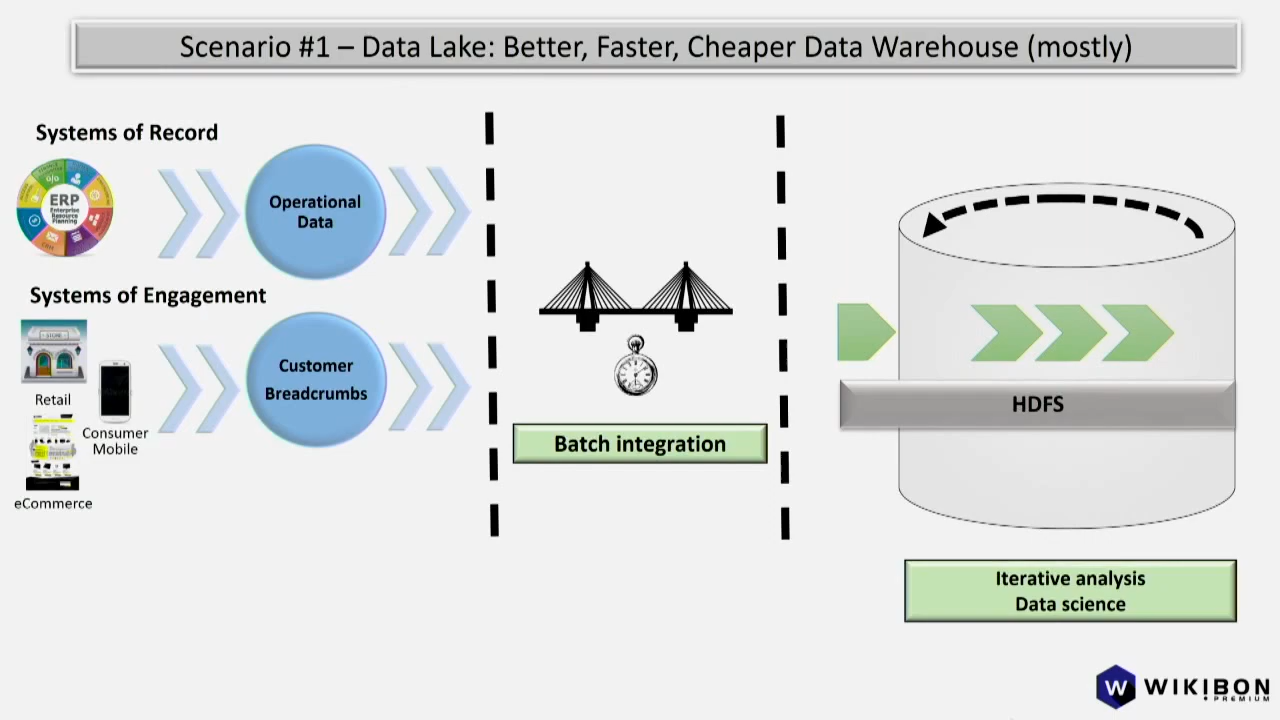 Scenario #1 – Data Lake: Better, Faster, Cheaper Data Warehouse (mostly)
Systems of Record
ERP
Enterprise
Resource
Planning
Operational
Data
Systems of Engagement
STORE
Retail
Consumer
Mobile
eCommerce
Customer
Breadcrumbs
Batch integration
HDFS
Iterative analysis
Data science
W WIKIBON
PREMIUM